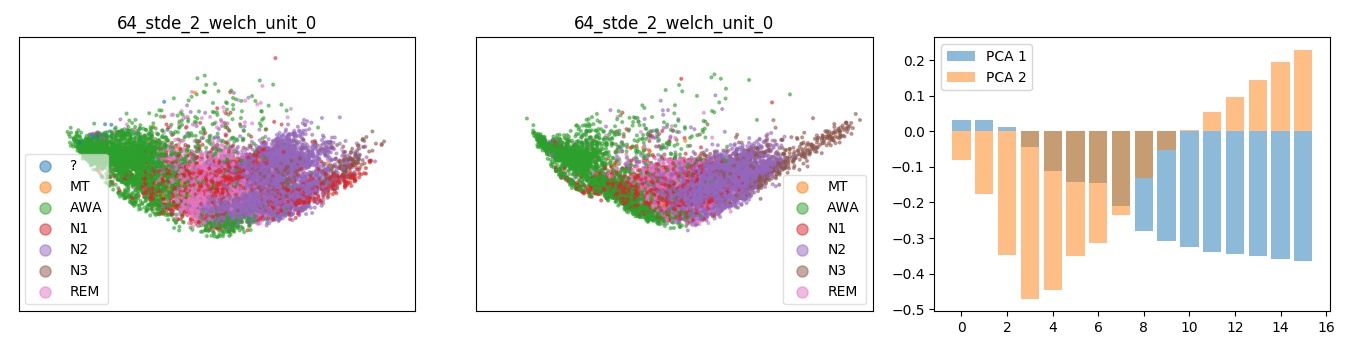 64_stde_2_welch_unit_0
?
MT
AWA
N1
N2
N3
REM
64_stde_2_welch_unit_0
MT
AWA
N1
N2
N3
REM
PCA 1
PCA 2
0.2
0.1
0.0
−0.1
−0.2
−0.3
−0.4
−0.5
0 2 4 6 8 10 12 14 16